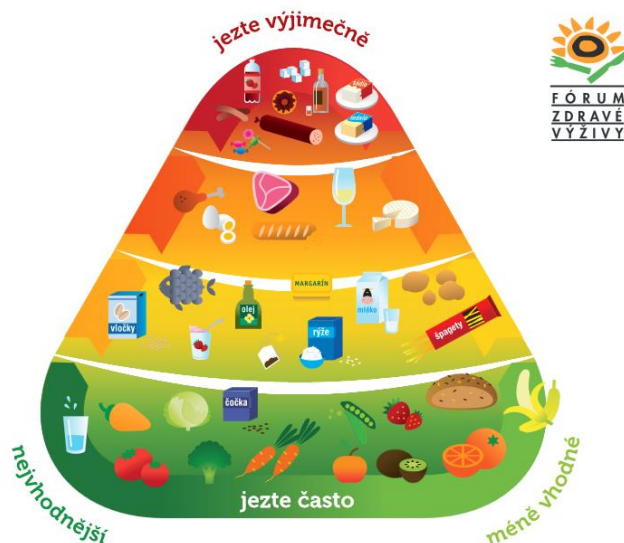 jezte výjimečně
FÓRUM
ZDRAVÉ
VÝŽIVY
MARGARÍN
olej
mléko
vločky
rýže
špagety
čočka
nejvhodnější
jezte často
méně vhodné